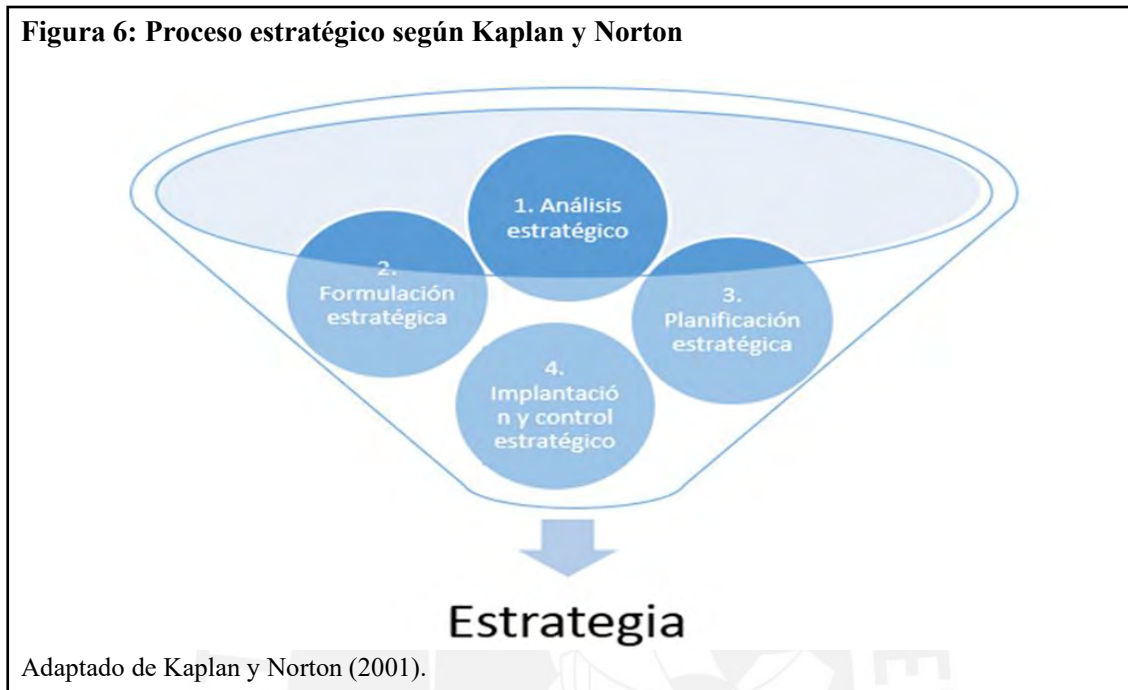 Figura 6: Proceso estratégico según Kaplan y Norton
1. Análisis
estratégico
2.
Formulación
estratégica
3.
Planificación
estratégica
4.
Implantació
n y control
estratégico
Estrategia
Adaptado de Kaplan y Norton (2001).